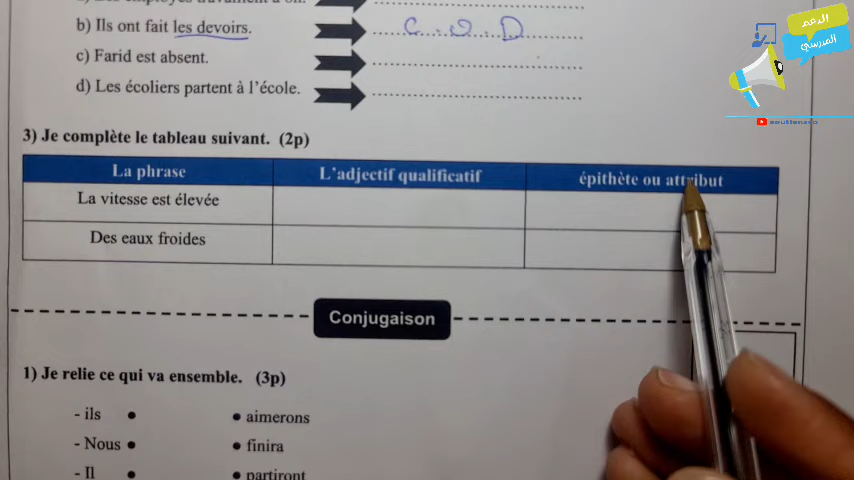 b) Ils ont fait les devoirs. C.O.D
c) Farid est absent.
d) Les écoliers partent à l'école.
3) Je complète le tableau suivant. (2p)
La phrase L'adjectif qualificatif épithète ou attribut
La vitesse est élevée
Des eaux froides
Conjugaison
1) Je relie ce qui va ensemble. (3p)
- ils • • aimerons
- Nous • • finira
- Il • • partiront
الدعم
المدرسي